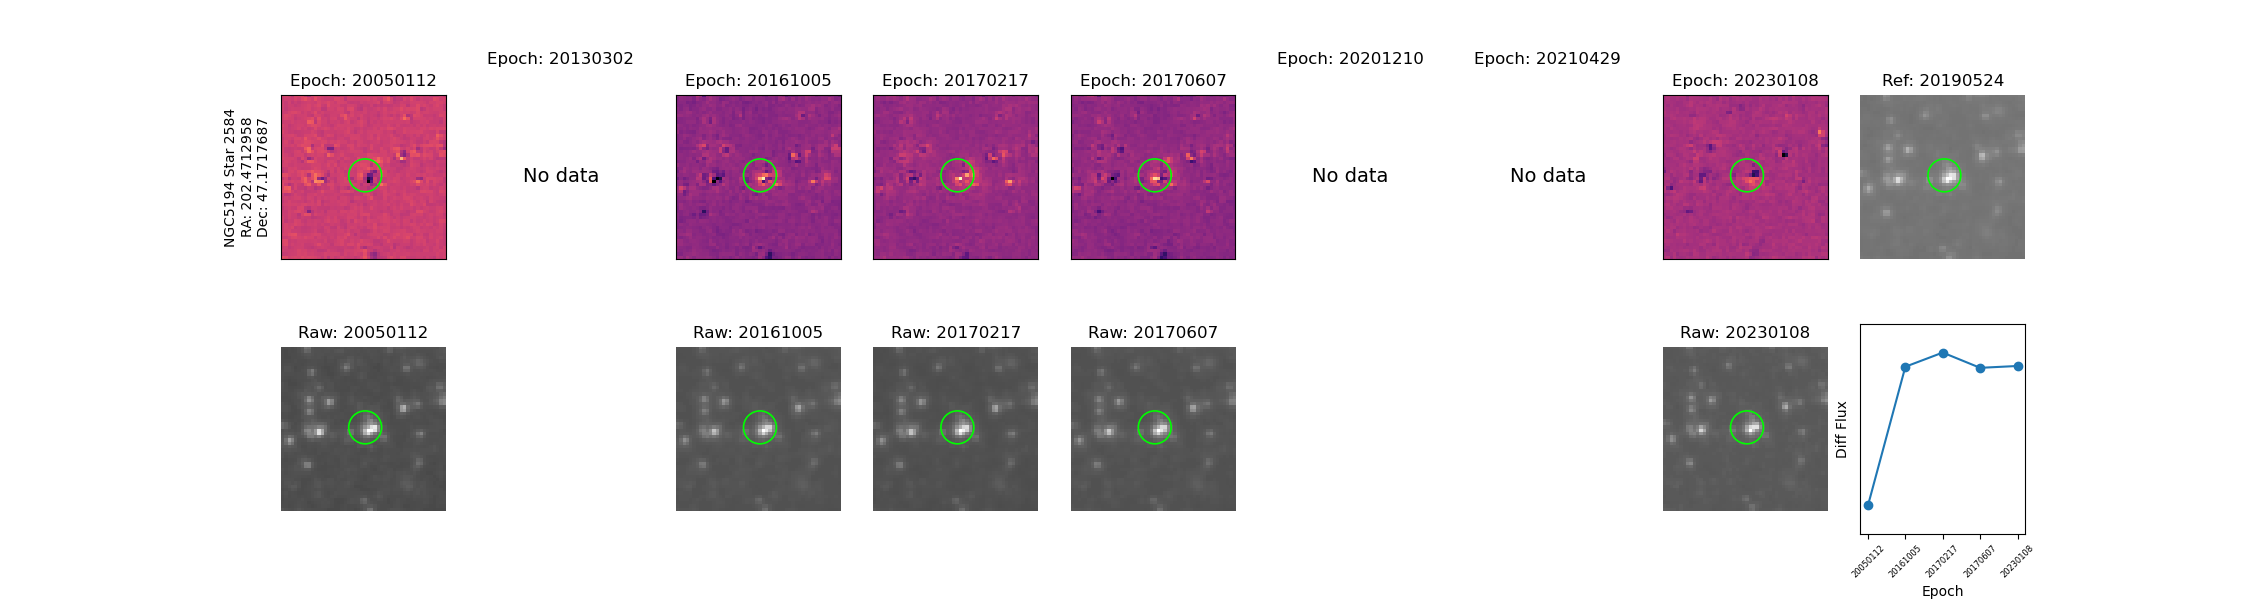 Epoch: 20130302
Epoch: 20201210
Epoch: 20210429
Epoch: 20050112
Epoch: 20161005
Epoch: 20170217
Epoch: 20170607
Epoch: 20230108
Ref: 20190524
NGC5194 Star 2584
RA: 202.4712958
Dec: 47.1717687
No data
No data
No data
Raw: 20050112
Raw: 20161005
Raw: 20170217
Raw: 20170607
Raw: 20230108
Diff Flux
20050112
20161005
20170217
20170607
20230108
Epoch